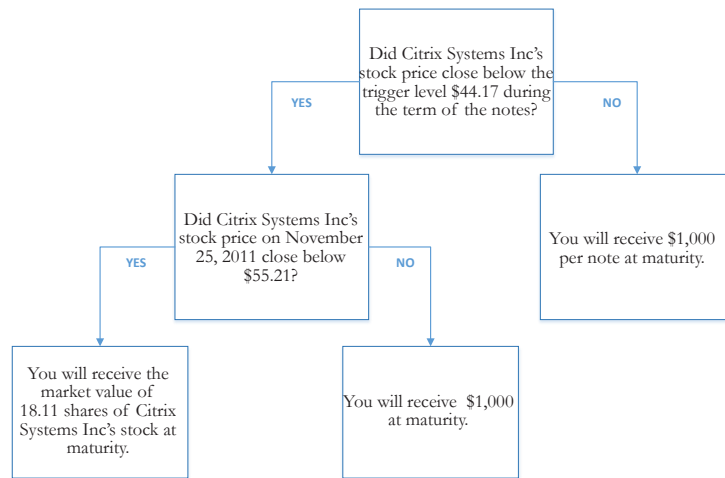 Did Citrix Systems Inc's
stock price close below the
trigger level $44.17 during
the term of the notes?
YES
NO
Did Citrix Systems Inc's
stock price on November
25, 2011 close below
$55.21?
You will receive $1,000
per note at maturity.
YES
NO
You will receive the
market value of
18.11 shares of Citrix
Systems Inc's stock at
maturity.
You will receive $1,000
at maturity.